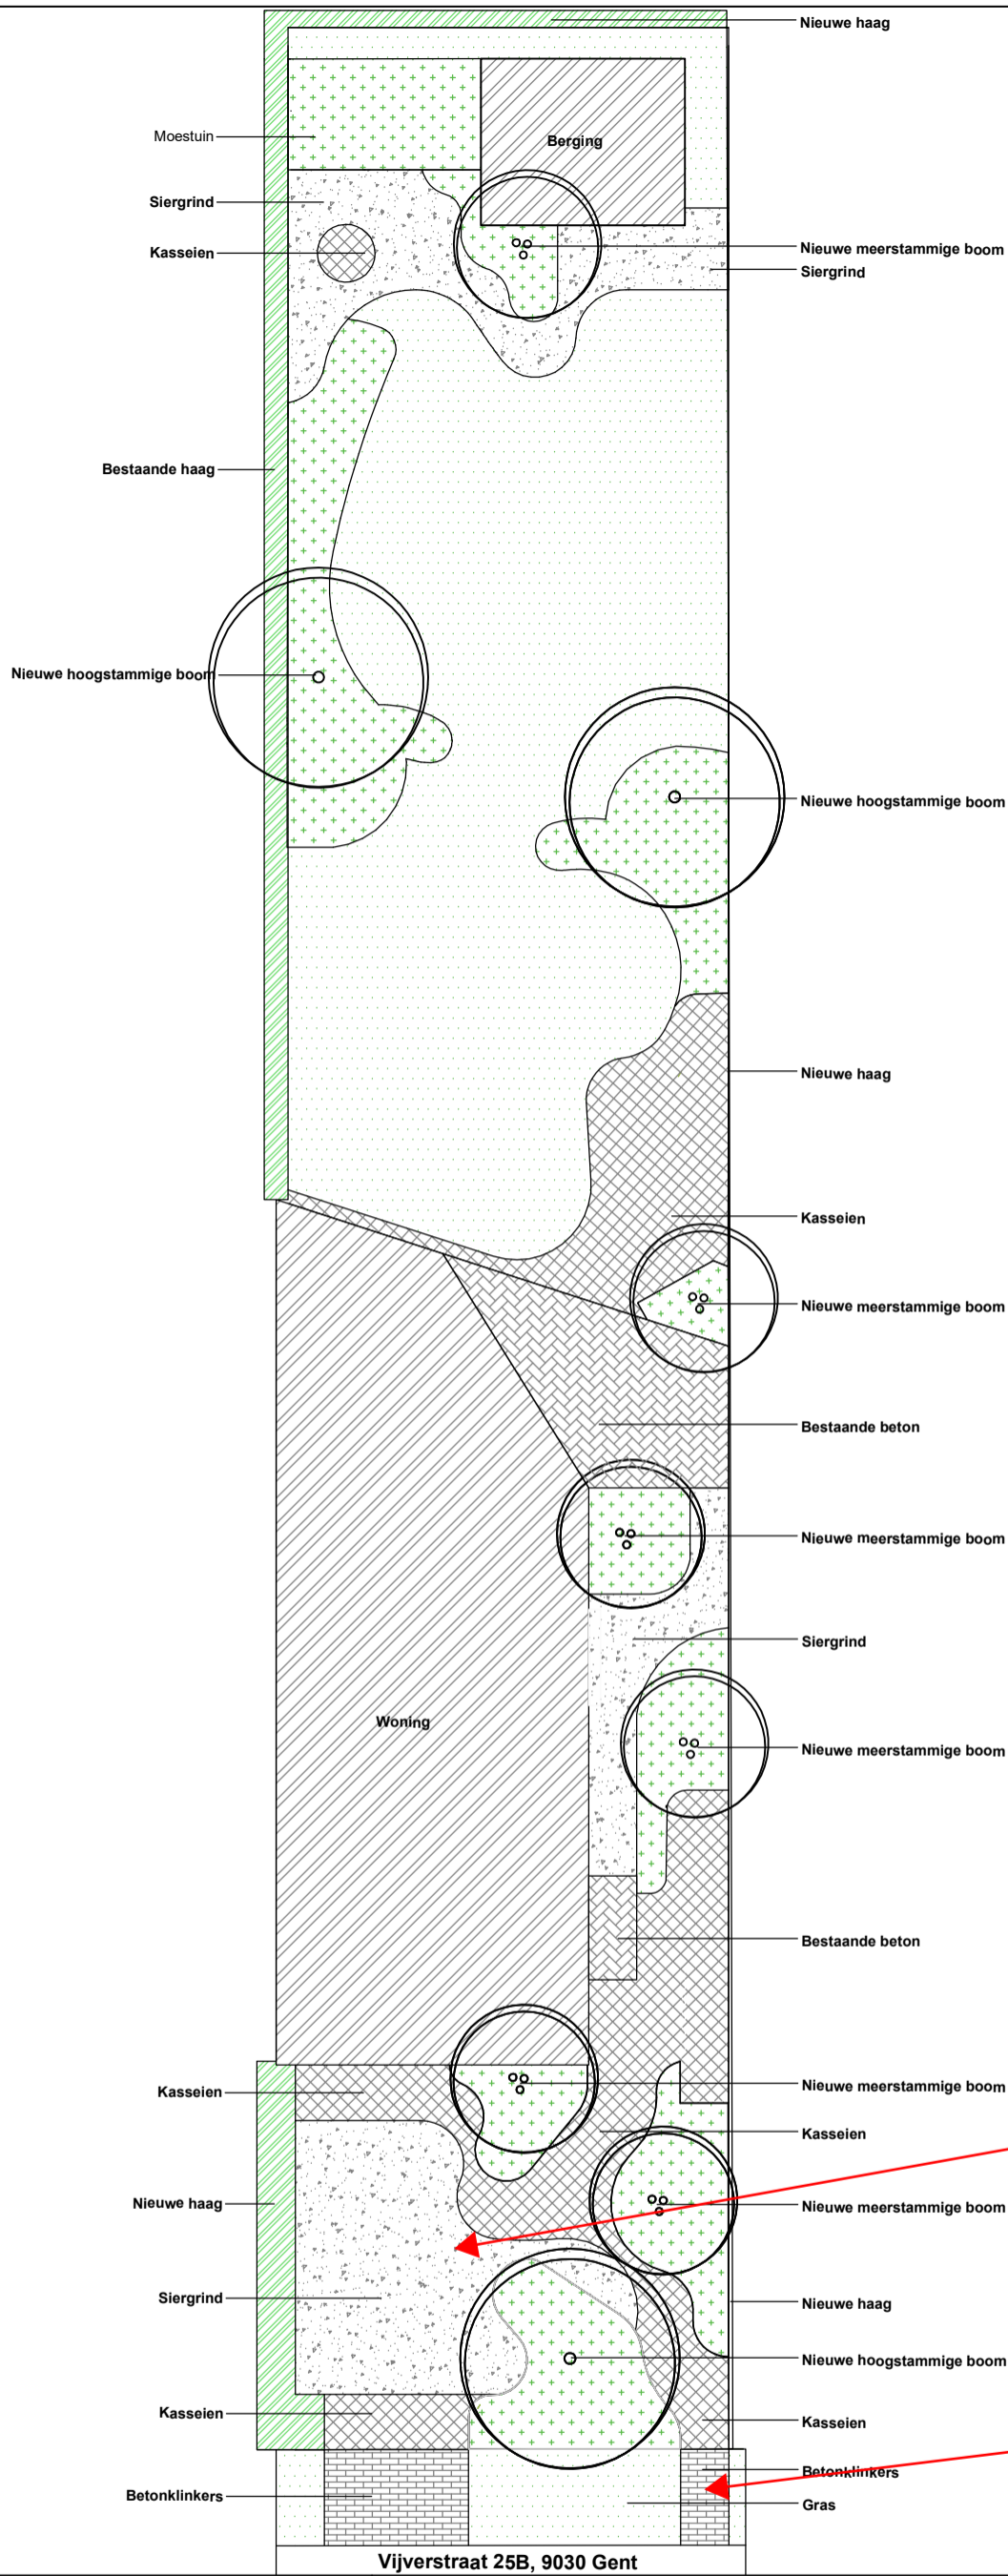 Nieuwe haag
Moestuin
Berging
Siergrind
Kasseien
Nieuwe meerstammige boom
Siergrind
Bestaande haag
Nieuwe hoogstammige boom
Nieuwe hoogstammige boom
Nieuwe haag
Kasseien
Nieuwe meerstammige boom
Bestaande beton
Nieuwe meerstammige boom
Siergrind
Woning
Nieuwe meerstammige boom
Bestaande beton
Kasseien
Nieuwe meerstammige boom
Kasseien
Nieuwe haag
Nieuwe meerstammige boom
Siergrind
Nieuwe haag
Nieuwe hoogstammige boom
Kasseien
Kasseien
Betonklinkers
Betonklinkers
Gras
Vijverstraat 25B, 9030 Gent